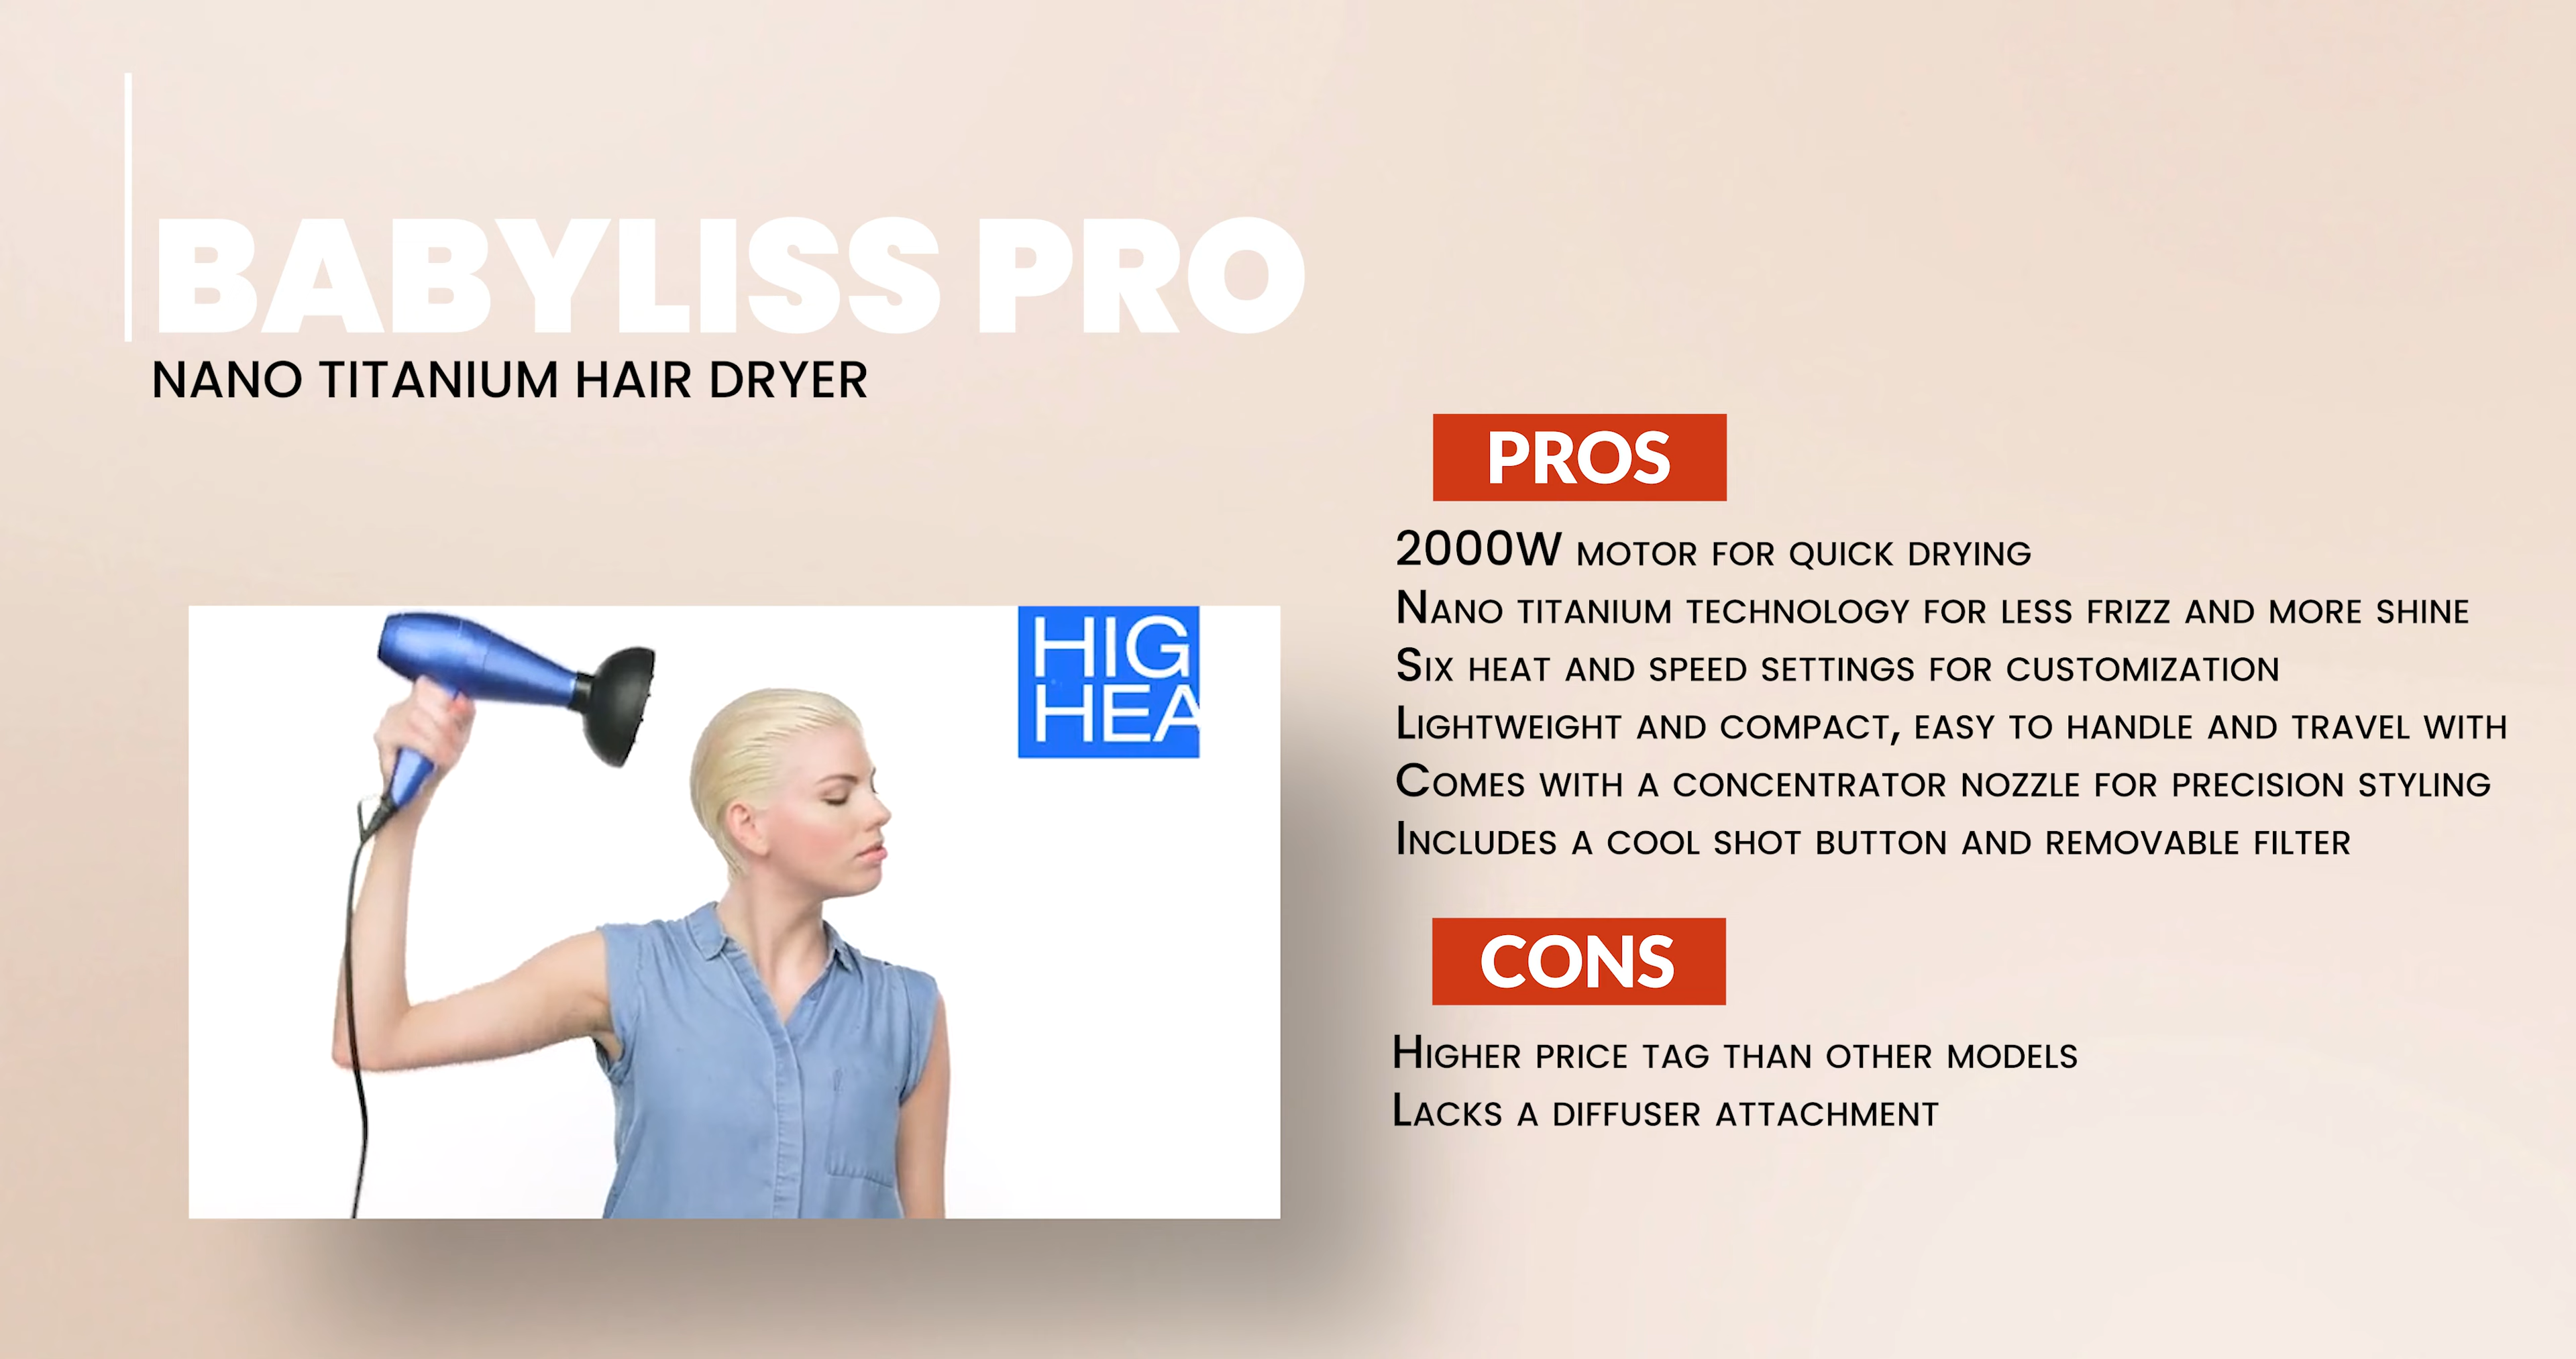 BABYLISS PRO
NANO TITANIUM HAIR DRYER
PROS
2000W MOTOR FOR QUICK DRYING
NANO TITANIUM TECHNOLOGY FOR LESS FRIZZ AND MORE SHINE
SIX HEAT AND SPEED SETTINGS FOR CUSTOMIZATION
LIGHTWEIGHT AND COMPACT, EASY TO HANDLE AND TRAVEL WITH
COMES WITH A CONCENTRATOR NOZZLE FOR PRECISION STYLING
INCLUDES A COOL SHOT BUTTON AND REMOVABLE FILTER
CONS
HIGHER PRICE TAG THAN OTHER MODELS
LACKS A DIFFUSER ATTACHMENT
HIG
HEA